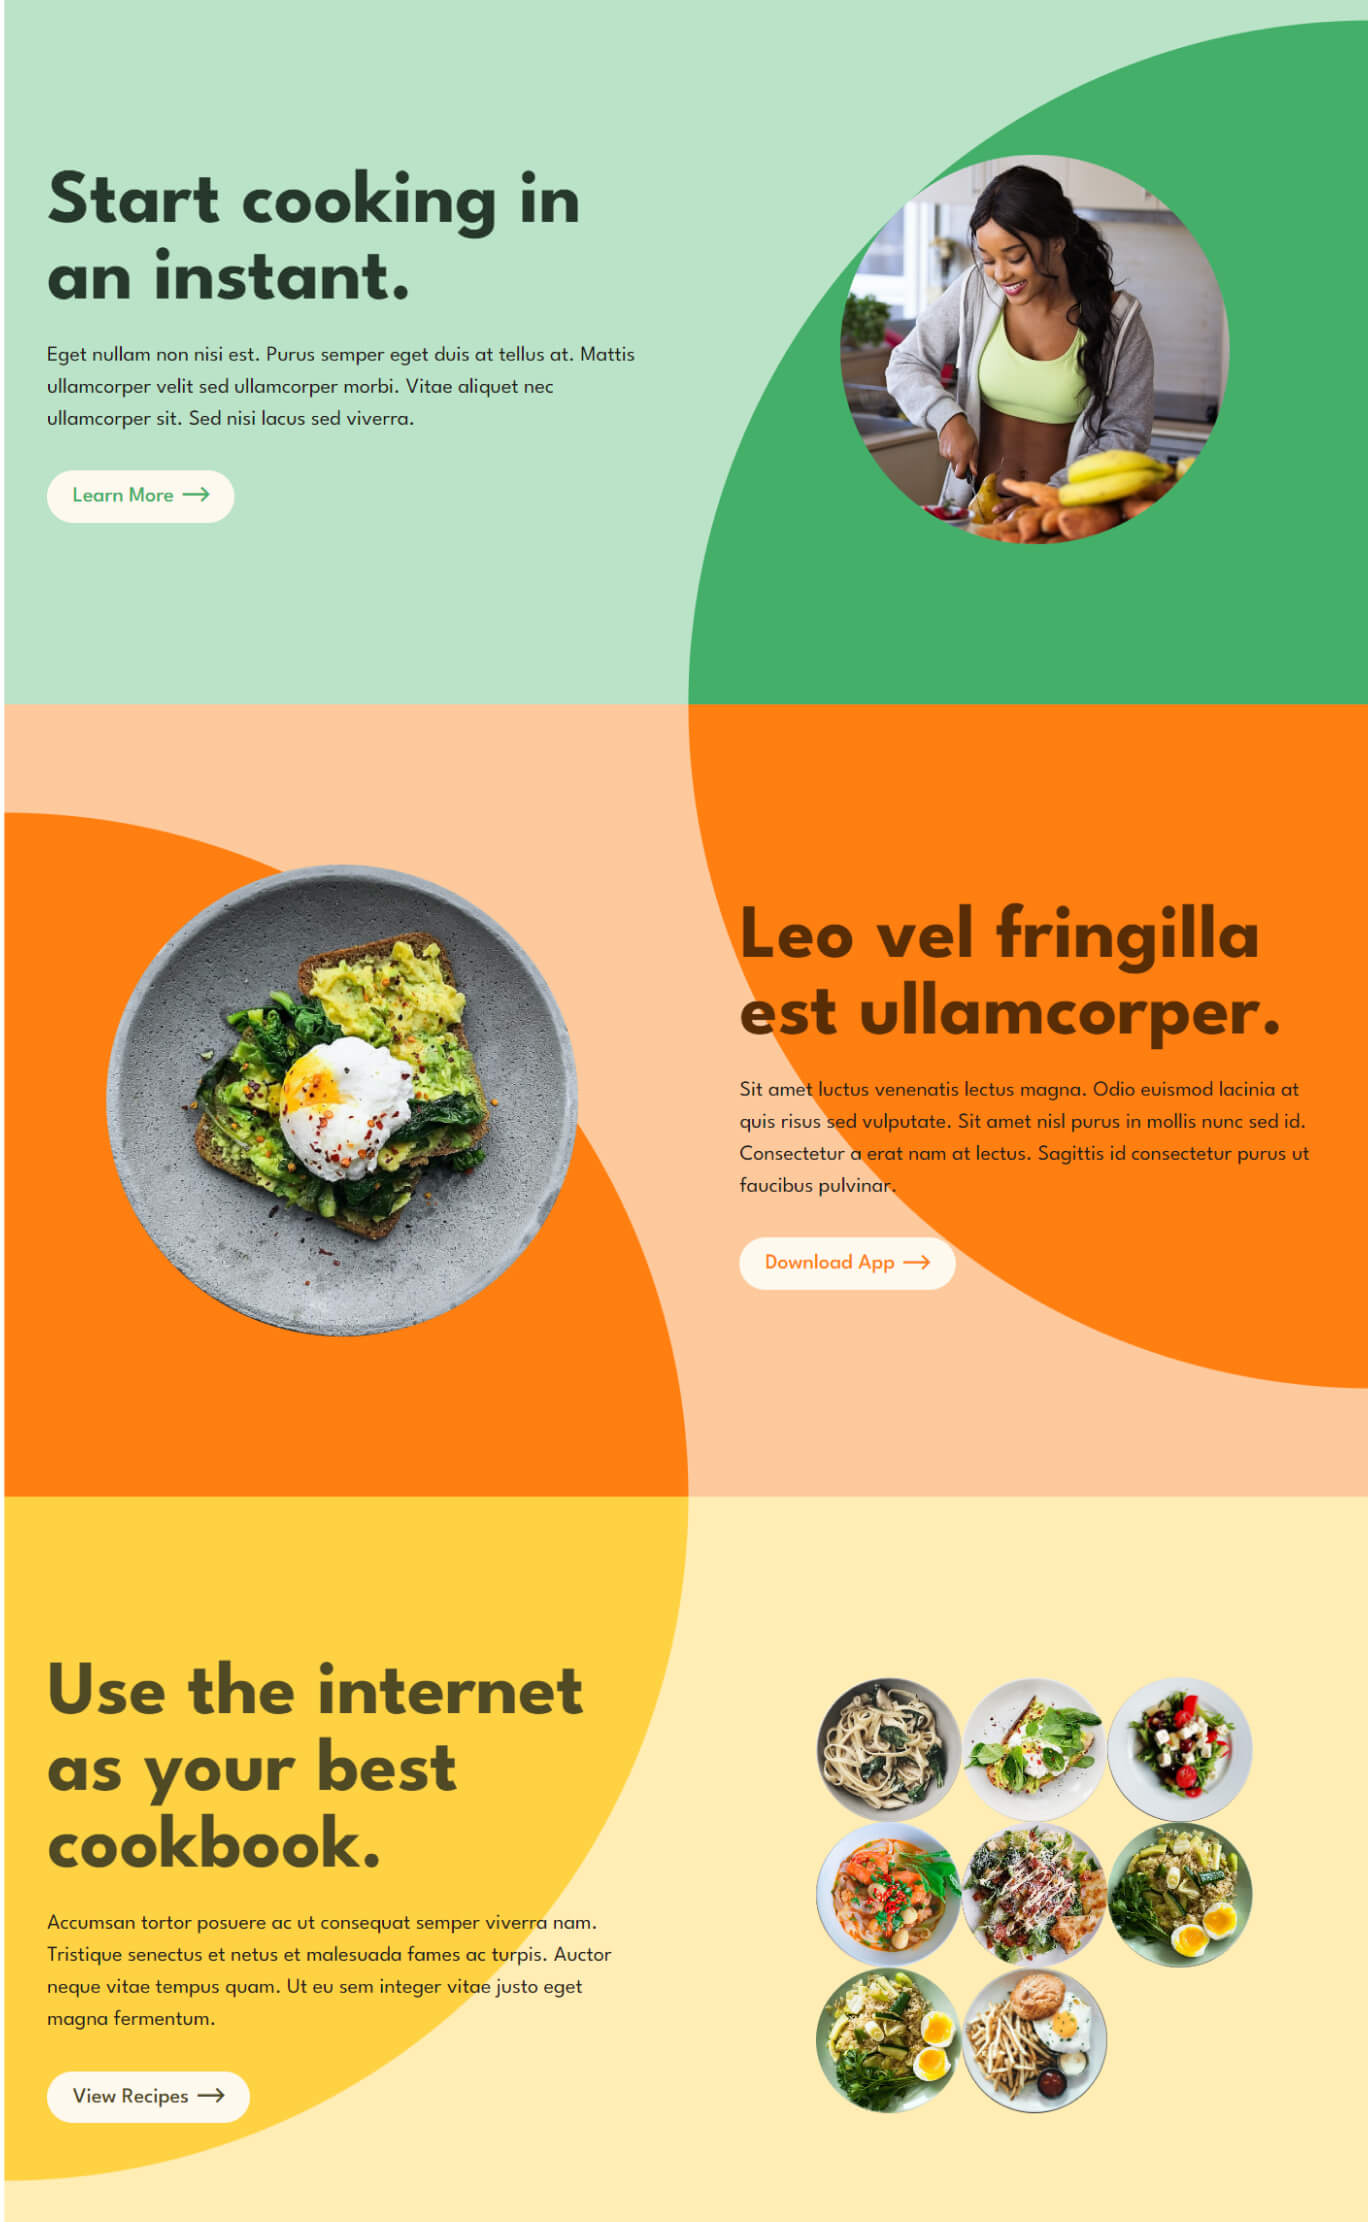 Start cooking in
an instant.
Eget nullam non nisi est. Purus semper eget duis at tellus at. Mattis
ullamcorper velit sed ullamcorper morbi. Vitae aliquet nec
ullamcorper sit. Sed nisi lacus sed viverra.
Learn More →
Leo vel fringilla
est ullamcorper.
Sit amet luctus venenatis lectus magna. Odio euismod lacinia at
quis risus sed vulputate. Sit amet nisl purus in mollis nunc sed id.
Consectetur a erat nam at lectus. Sagittis id consectetur purus ut
faucibus pulvinar.
Download App →
Use the internet
as your best
cookbook.
Accumsan tortor posuere ac ut consequat semper viverra nam.
Tristique senectus et netus et malesuada fames ac turpis. Auctor
neque vitae tempus quam. Ut eu sem integer vitae justo eget
magna fermentum.
View Recipes →